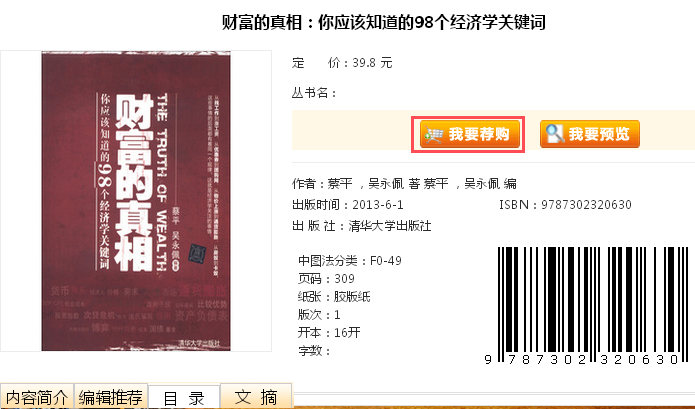 财富的真相：你应该知道的98个经济学关键词
定 价：39.8 元
丛书名：
我要荐购
我要预览
作者：蔡平 ，吴永佩 著 蔡平 ，吴永佩 编
出版时间：2013-6-1
ISBN：9787302320630
出 版 社：清华大学出版社
中图法分类：F0-49
页码：309
纸张：胶版纸
版次：1
开本：16开
字数：
9 787302 320630
财富的真相
THE TRUTH OF WEALTH
你应该知道的98个经济学关键词
蔡平 吴永佩
清华大学出版社
内容简介
编辑推荐
目 录
文 摘